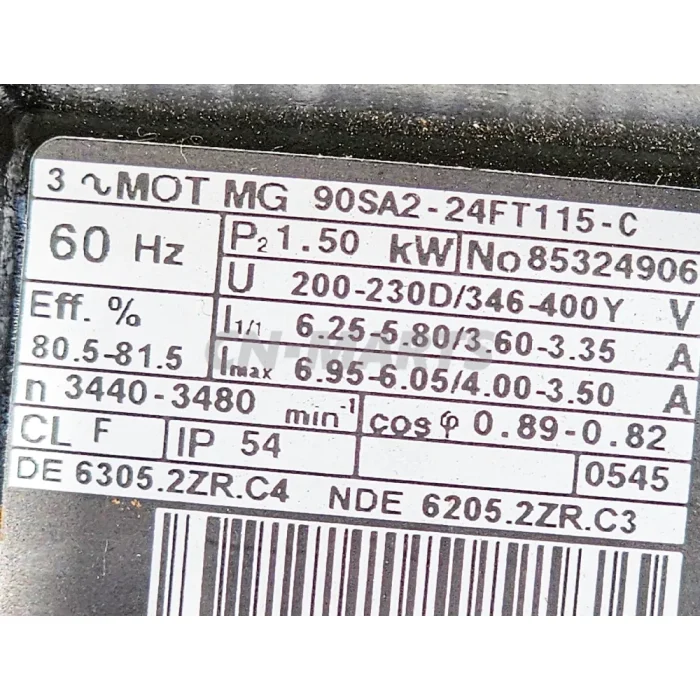 3 ~ MOT MG 90SA2-24FT115-C
60 Hz
P2 1.50 kW No 85324906
U 200-230D/346-400Y V
Eff. %
80.5-81.5
I1/1 6.25-5.80/3.60-3.35 A
Imax 6.95-6.05/4.00-3.50 A
n 3440-3480 min-1 cos φ 0.89-0.82
CL F IP 54 0545
DE 6305.2ZR.C4 NDE 6205.2ZR.C3
CN-MARTS